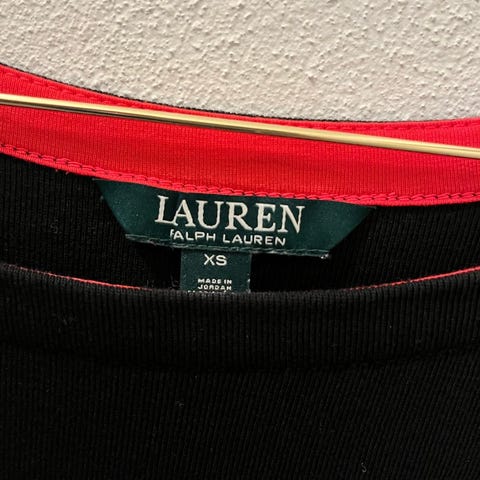 LAUREN
RALPH LAUREN
XS
MADE IN
JORDAN